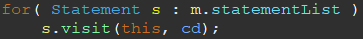 for( Statement s : m.statementList )
    s.visit(this, cd);